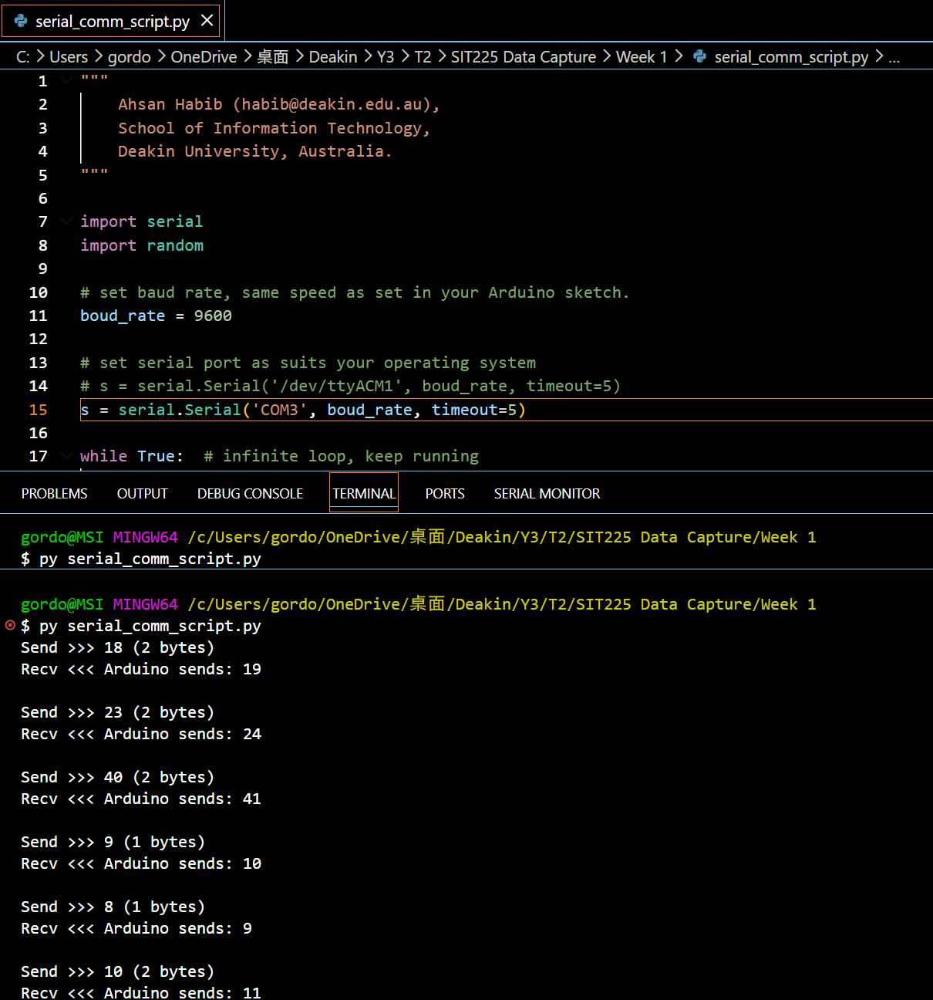 serial_comm_script.py
C: > Users > gordo > OneDrive > 桌面 > Deakin > Y3 > T2 > SIT225 Data Capture > Week 1 > serial_comm_script.py > ...
1 """
2 Ahsan Habib (habib@deakin.edu.au),
3 School of Information Technology,
4 Deakin University, Australia.
5 """
6
7 import serial
8 import random
9
10 # set baud rate, same speed as set in your Arduino sketch.
11 boud_rate = 9600
12
13 # set serial port as suits your operating system
14 # s = serial.Serial('/dev/ttyACM1', boud_rate, timeout=5)
15 s = serial.Serial('COM3', boud_rate, timeout=5)
16
17 while True:  # infinite loop, keep running
PROBLEMS OUTPUT DEBUG CONSOLE TERMINAL PORTS SERIAL MONITOR
gordo@MSI MINGW64 /c/Users/gordo/OneDrive/桌面/Deakin/Y3/T2/SIT225 Data Capture/Week 1
$ py serial_comm_script.py
gordo@MSI MINGW64 /c/Users/gordo/OneDrive/桌面/Deakin/Y3/T2/SIT225 Data Capture/Week 1
$ py serial_comm_script.py
Send >>> 18 (2 bytes)
Recv <<< Arduino sends: 19
Send >>> 23 (2 bytes)
Recv <<< Arduino sends: 24
Send >>> 40 (2 bytes)
Recv <<< Arduino sends: 41
Send >>> 9 (1 bytes)
Recv <<< Arduino sends: 10
Send >>> 8 (1 bytes)
Recv <<< Arduino sends: 9
Send >>> 10 (2 bytes)
Recv <<< Arduino sends: 11